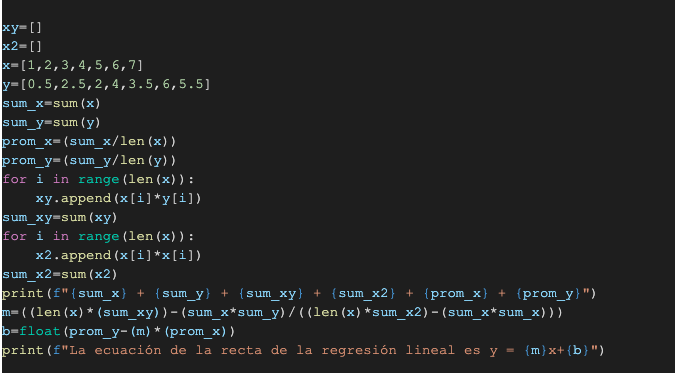 xy=[]
x2=[]
x=[1,2,3,4,5,6,7]
y=[0.5,2.5,2,4,3.5,6,5.5]
sum_x=sum(x)
sum_y=sum(y)
prom_x=(sum_x/len(x))
prom_y=(sum_y/len(y))
for i in range(len(x)):
    xy.append(x[i]*y[i])
sum_xy=sum(xy)
for i in range(len(x)):
    x2.append(x[i]*x[i])
sum_x2=sum(x2)
print(f"{sum_x} + {sum_y} + {sum_xy} + {sum_x2} + {prom_x} + {prom_y}")
m=((len(x)*(sum_xy))-(sum_x*sum_y)/((len(x)*sum_x2)-(sum_x*sum_x)))
b=float(prom_y-(m)*(prom_x))
print(f"La ecuación de la recta de la regresión lineal es y = {m}x+{b}")